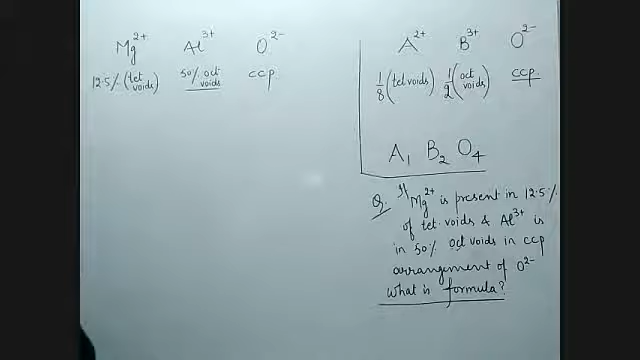 Mg²⁺ Al³⁺ O²⁻
12.5% (tet voids) 50% oct voids ccp
A²⁺ B³⁺ O²⁻
1/8 (tet voids) 1/2 (oct voids) ccp
A₁ B₂ O₄
Q. If Mg²⁺ is present in 12.5%
of tet. voids & Al³⁺ is
in 50% oct voids in ccp
arrangement of O²⁻
what is formula?